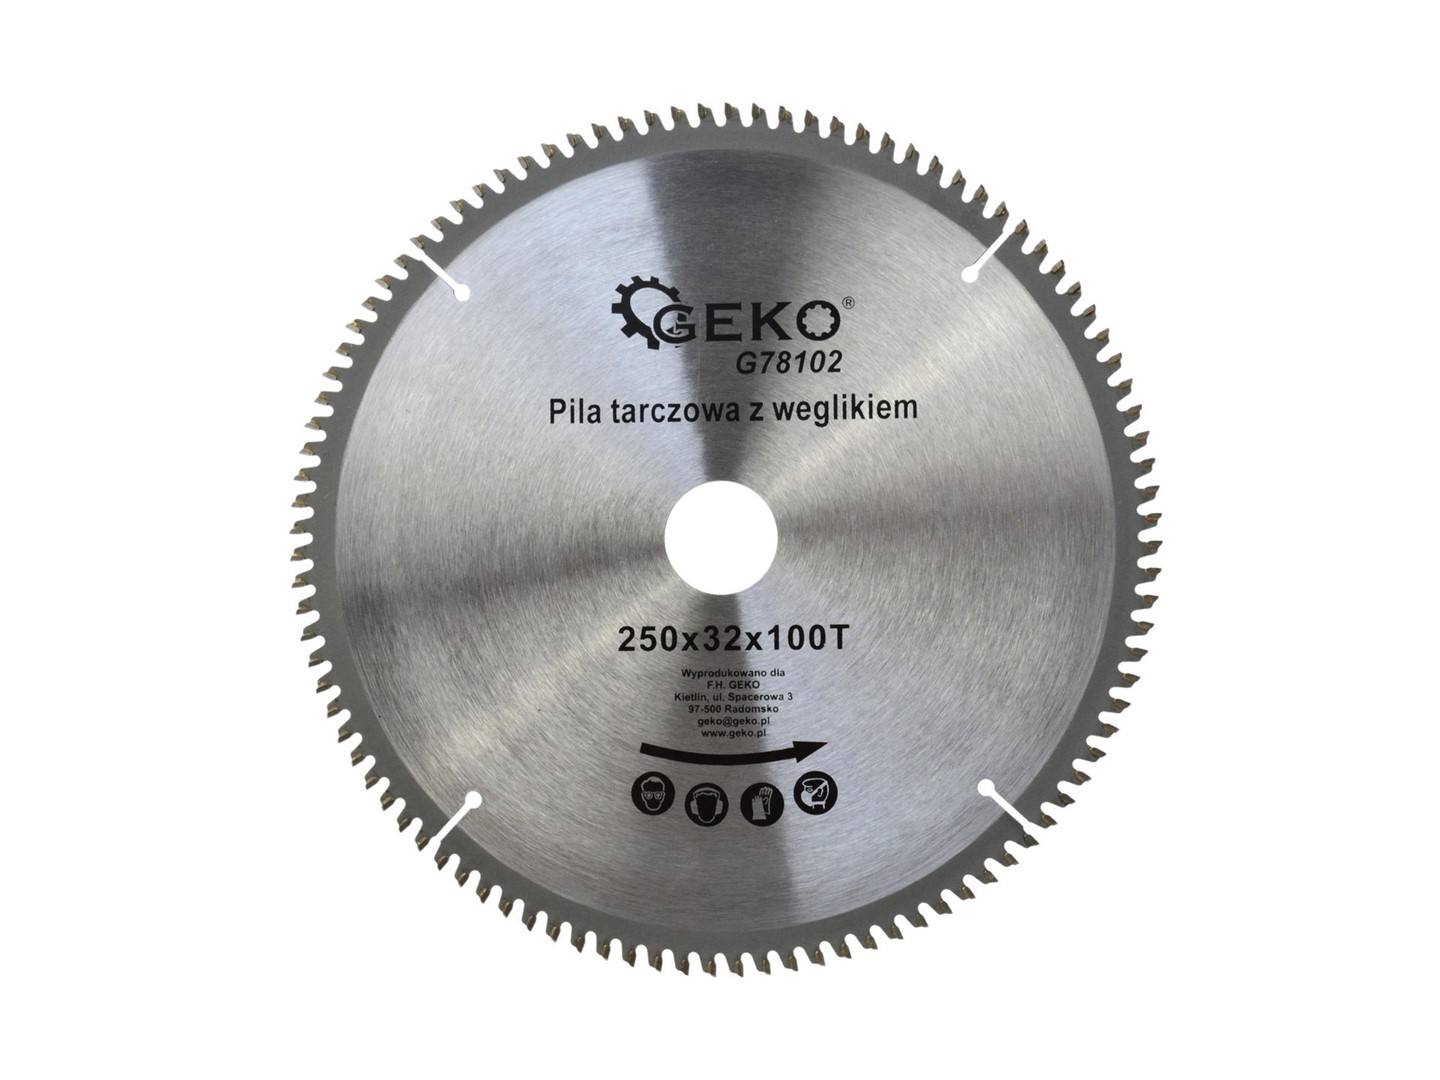 GEKO®
G78102
Pila tarczowa z weglikiem
250x32x100T
Wyprodukowano dla
F.H. GEKO
Kietlin, ul. Spacerowa 3
97-500 Radomsko
geko@geko.pl
www.geko.pl